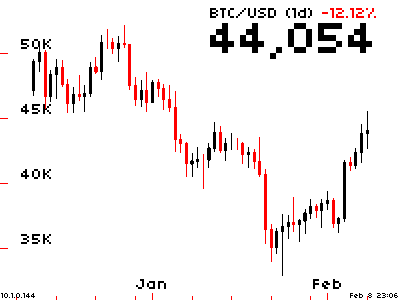 BTC/USD (1d) -12.12%
44,054
50K
45K
40K
35K
Jan Feb
10.1.0.144 Feb 8 23:06